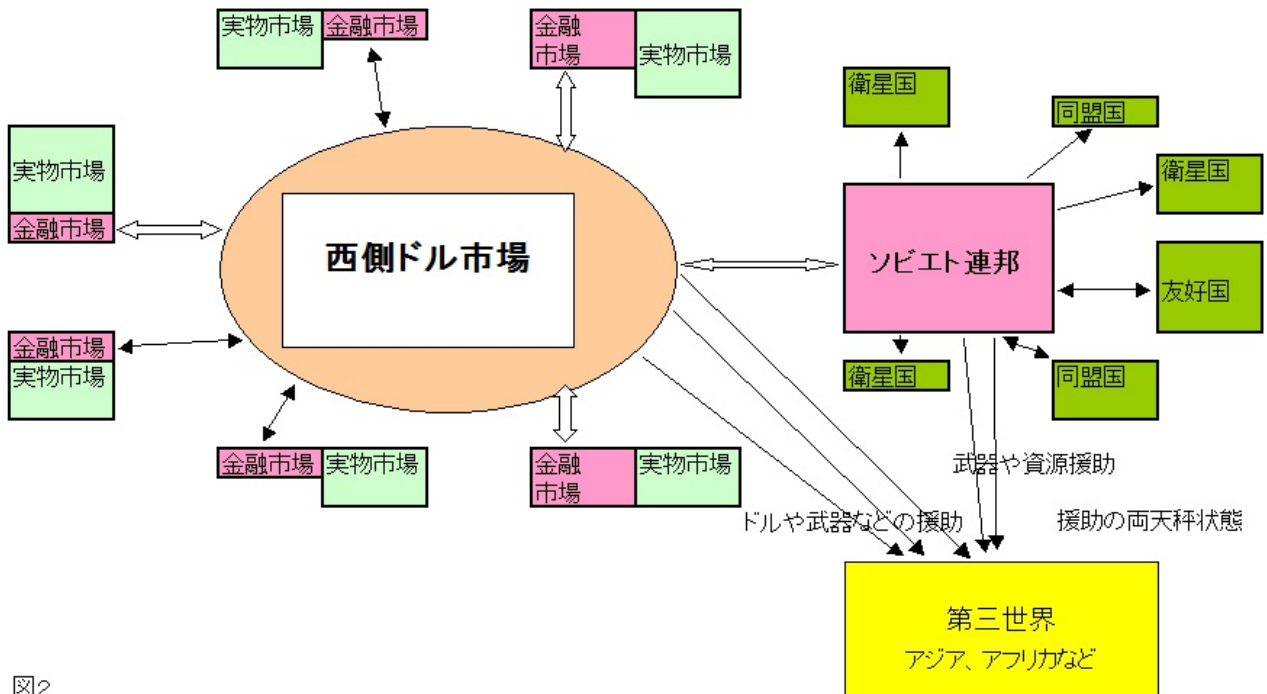 実物市場
金融市場
金融
市場
実物市場
衛星国
同盟国
実物市場
金融市場
衛星国
西側ドル市場
ソビエト連邦
友好国
金融市場
実物市場
衛星国
同盟国
金融市場
実物市場
金融
市場
実物市場
武器や資源援助
ドルや武器などの援助
援助の両天秤状態
第三世界
アジア、アフリカなど
図2